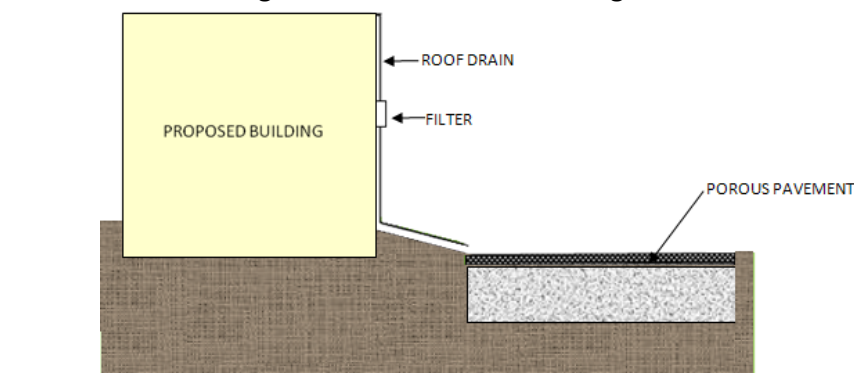 ROOF DRAIN
FILTER
PROPOSED BUILDING
POROUS PAVEMENT